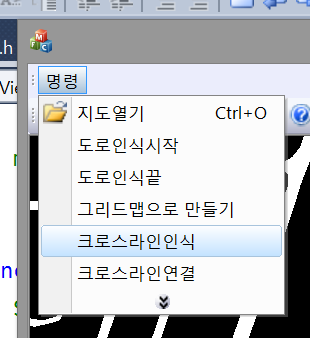 .h
Vie
명령
지도열기 Ctrl+O
도로인식시작
도로인식끝
그리드맵으로 만들기
크로스라인인식
크로스라인연결